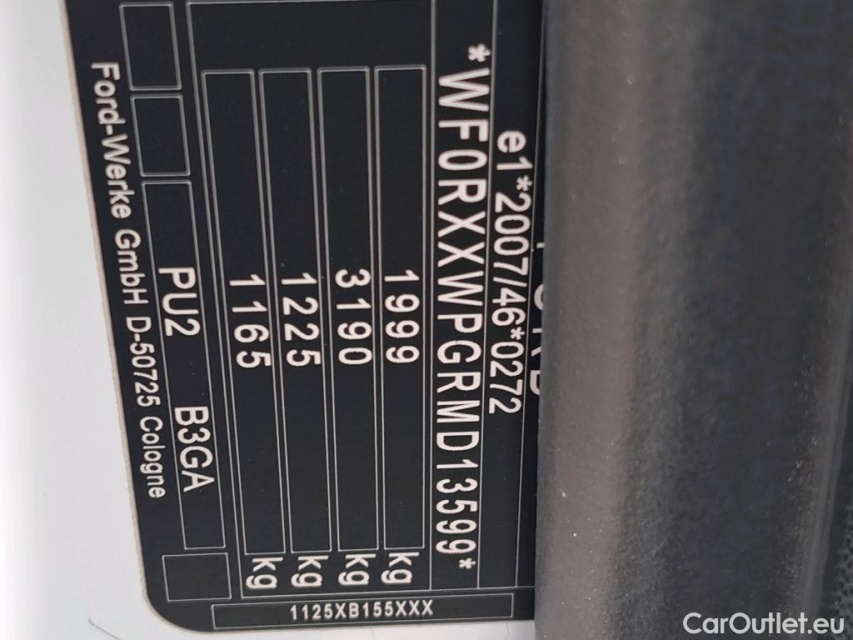 e1*2007/46*0272
*WF0RXXWPGRMD13599*
1999 kg
3190 kg
1225 kg
1165 kg
PU2 B3GA
Ford-Werke GmbH D-50725 Cologne
1125XB155XXX
CarOutlet.eu